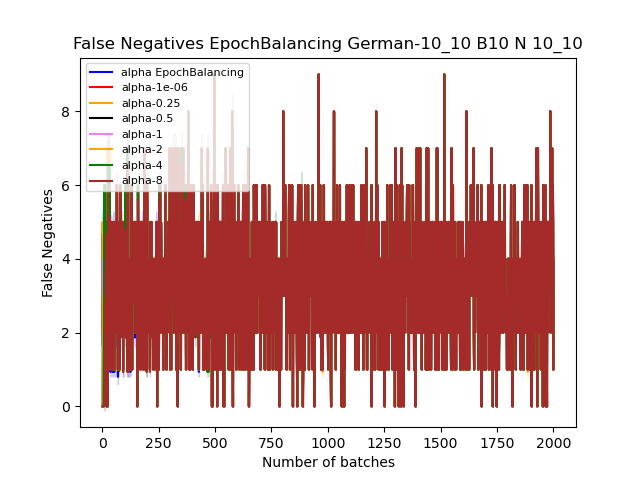 False Negatives EpochBalancing German-10_10 B10 N 10_10
alpha EpochBalancing
alpha-1e-06
alpha-0.25
alpha-0.5
alpha-1
alpha-2
alpha-4
alpha-8
False Negatives
8
6
4
2
0
0 250 500 750 1000 1250 1500 1750 2000
Number of batches